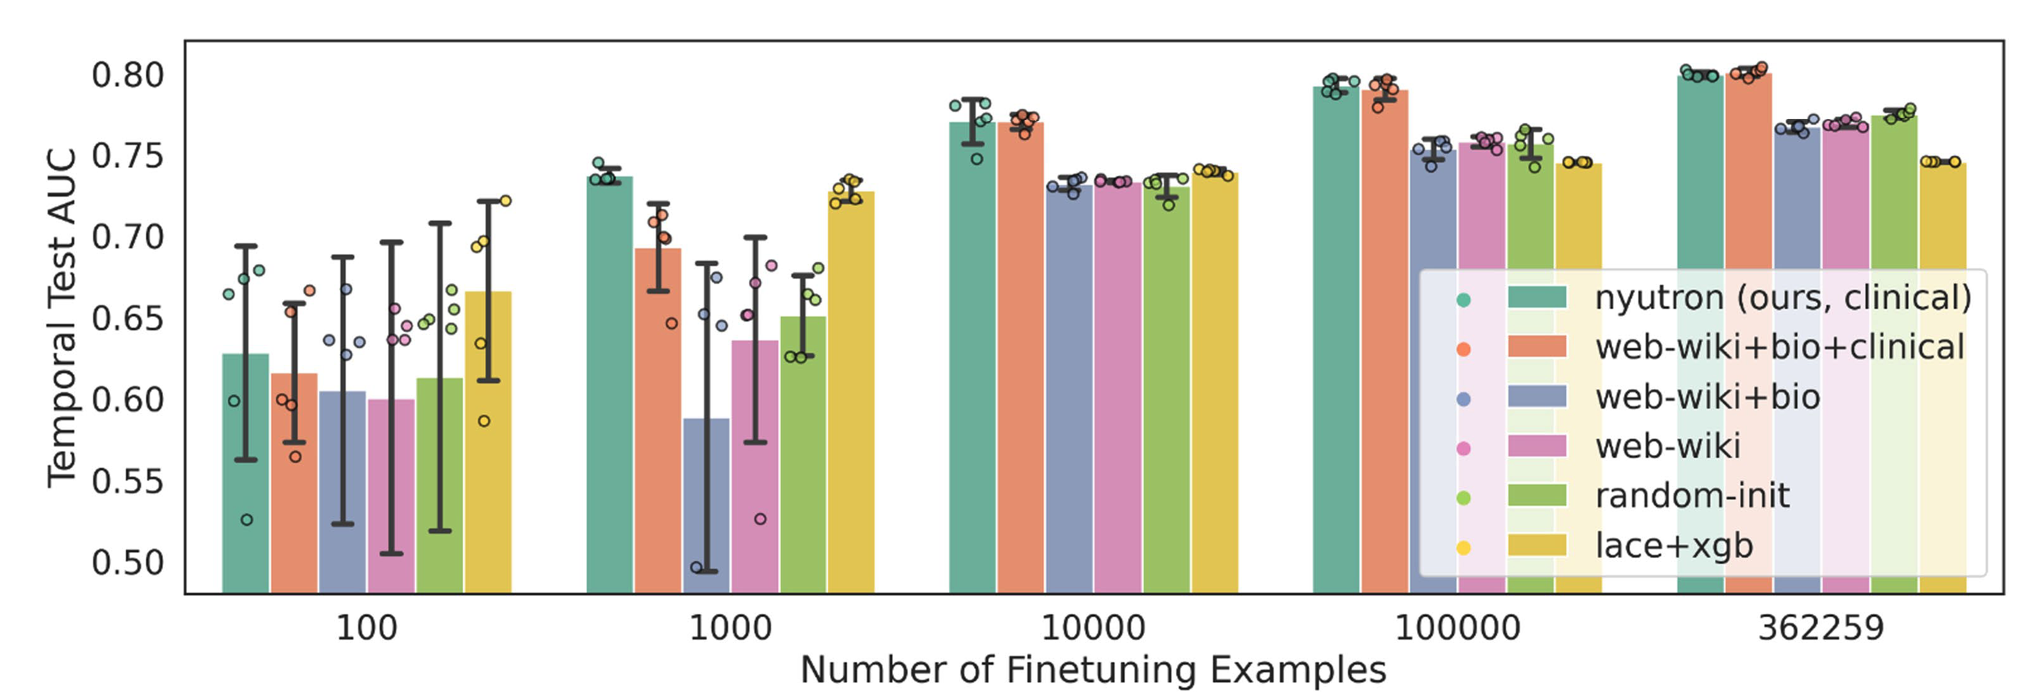 Temporal Test AUC
0.80
0.75
0.70
0.65
0.60
0.55
0.50
nyutron (ours, clinical)
web-wiki+bio+clinical
web-wiki+bio
web-wiki
random-init
lace+xgb
100 1000 10000 100000 362259
Number of Finetuning Examples